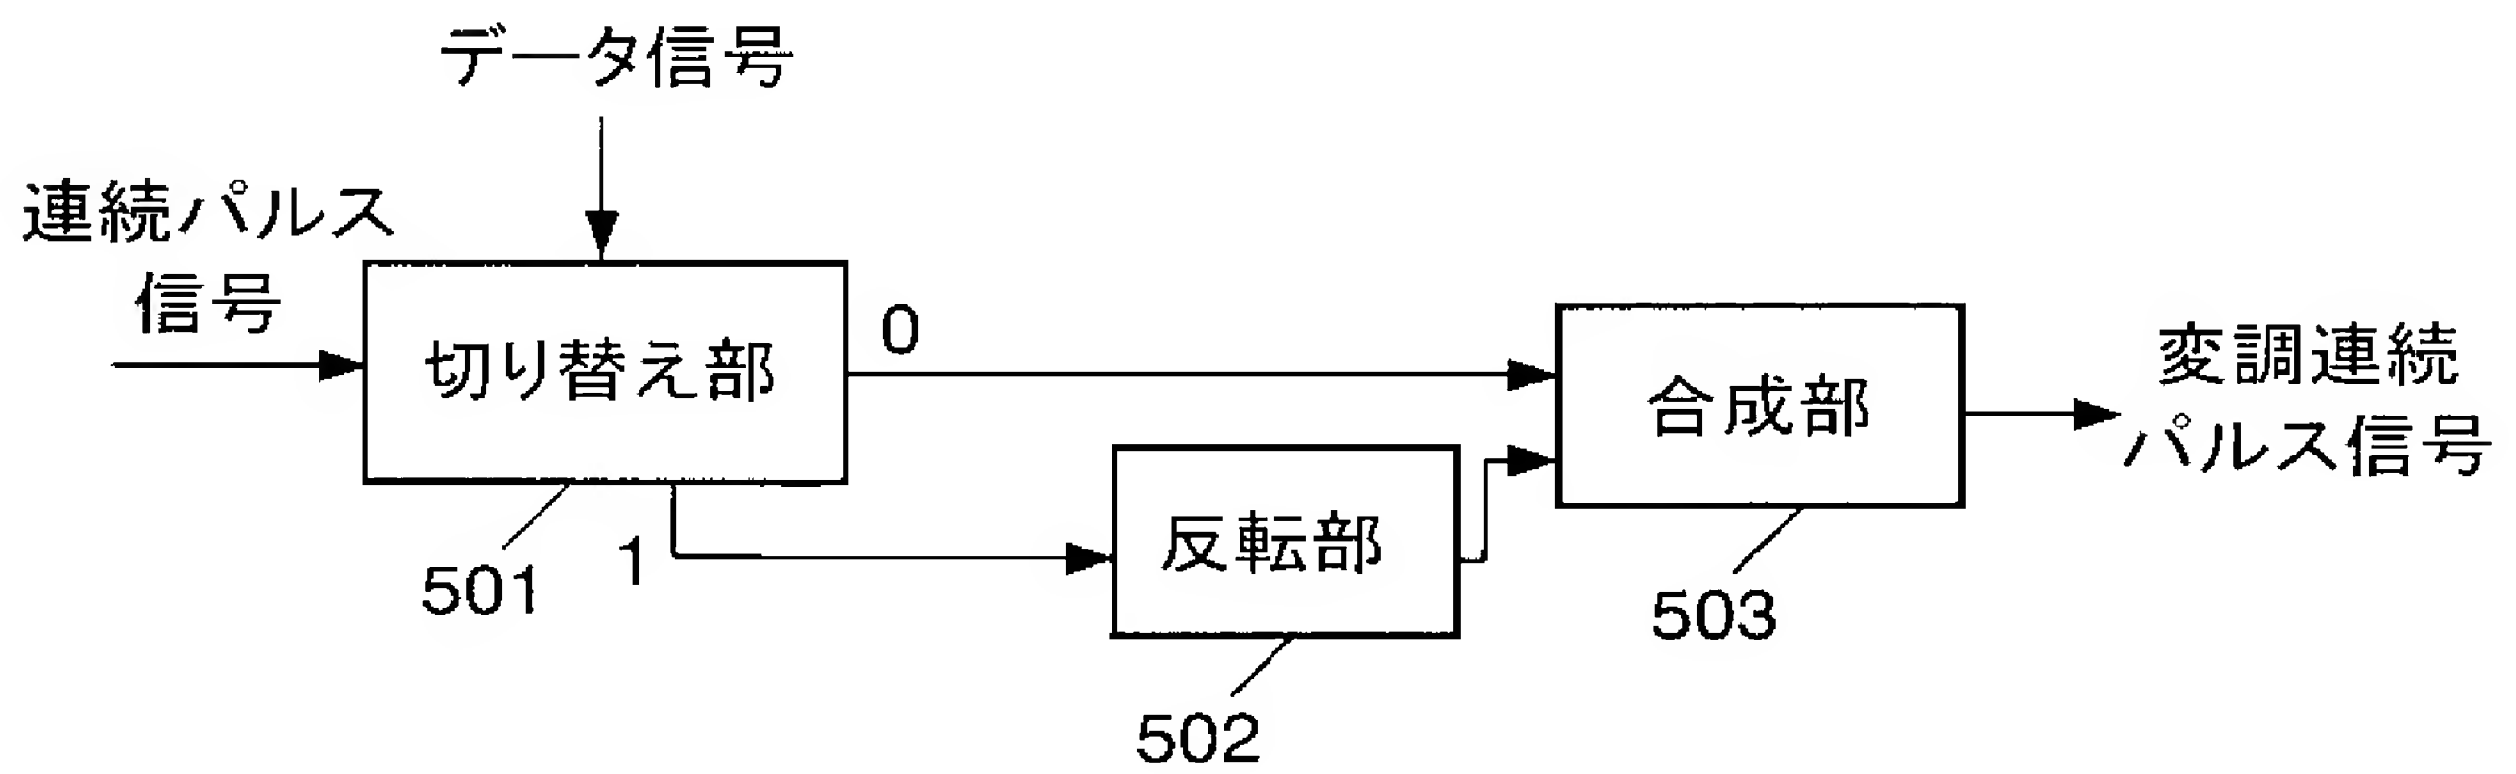 データ信号
連続パルス
信号
切り替え部
0
合成部
変調連続
パルス信号
501
1
反転部
503
502